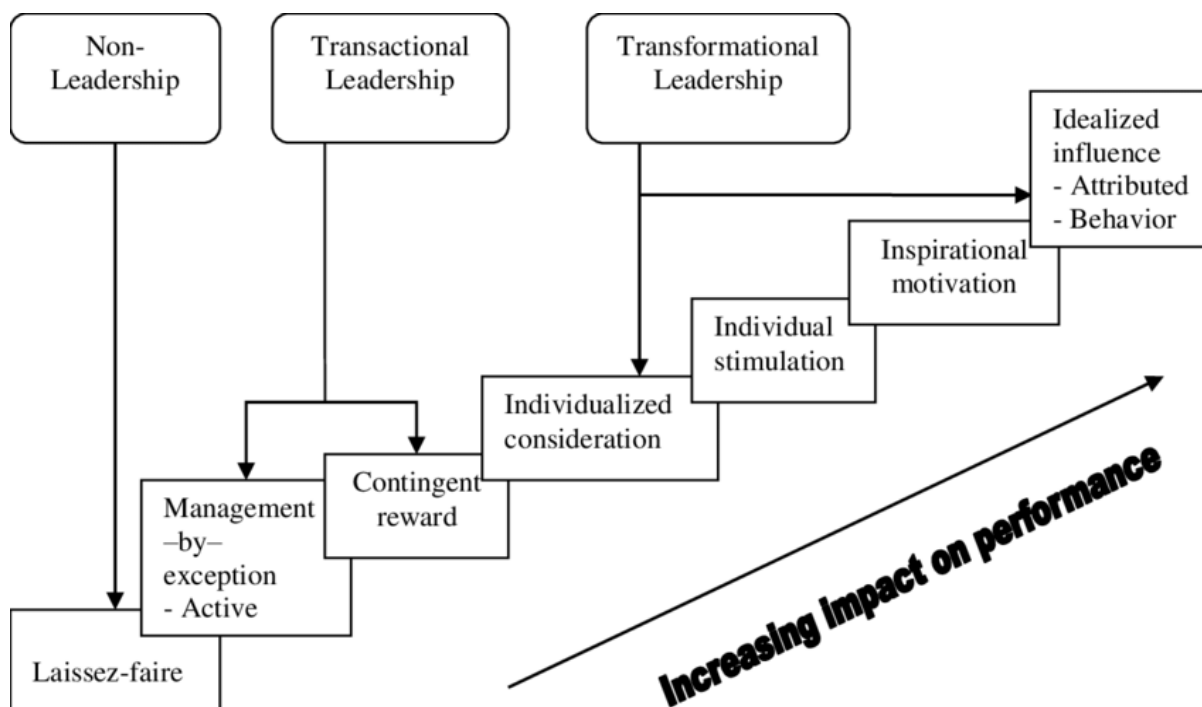 Non-
Leadership
Transactional
Leadership
Transformational
Leadership
Idealized
influence
- Attributed
- Behavior
Inspirational
motivation
Individual
stimulation
Individualized
consideration
Contingent
reward
Management
–by–
exception
- Active
Laissez-faire
Increasing impact on performance